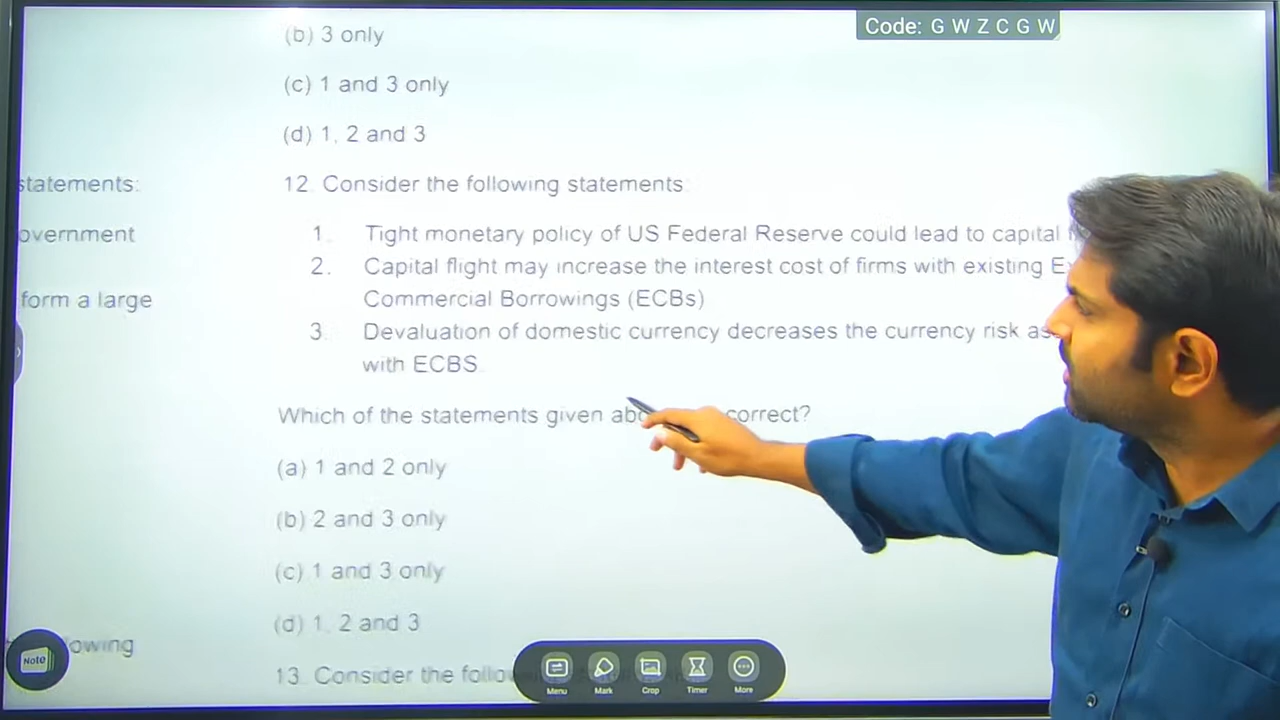 (b) 3 only
Code: G W Z C G W
(c) 1 and 3 only
(d) 1, 2 and 3
statements:
12. Consider the following statements:
overnment
1. Tight monetary policy of US Federal Reserve could lead to capital
2. Capital flight may increase the interest cost of firms with existing
form a large
Commercial Borrowings (ECBs)
3. Devaluation of domestic currency decreases the currency risk as
with ECBS.
Which of the statements given correct?
(a) 1 and 2 only
(b) 2 and 3 only
(c) 1 and 3 only
(d) 1, 2 and 3
lowing
Note
13. Consider the follow
Menu Mark Crop Timer More